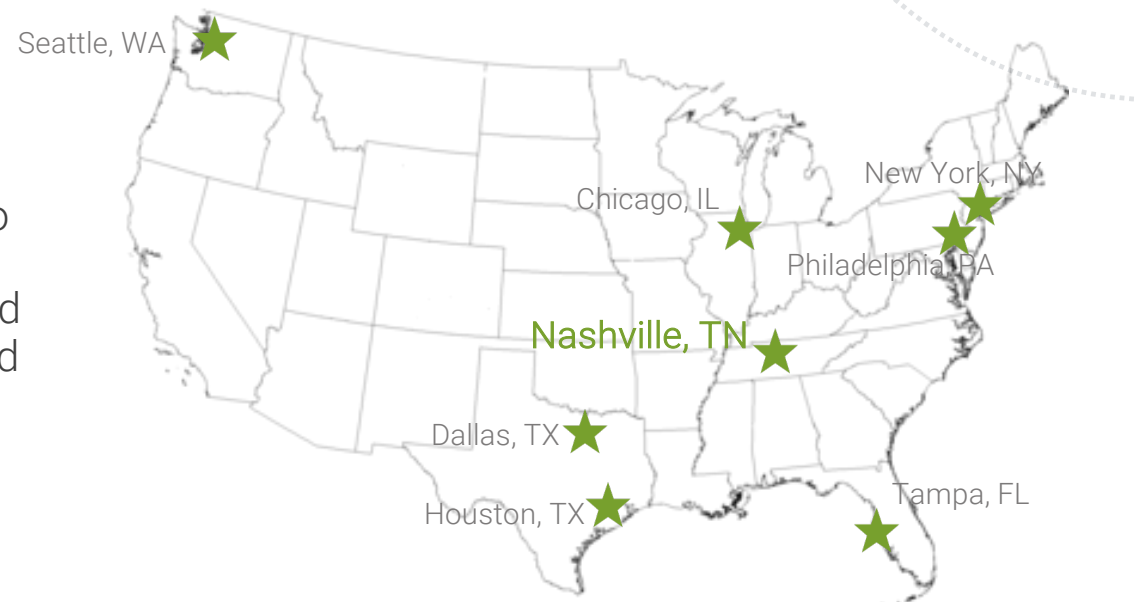 Seattle, WA
New York, NY
Chicago, IL
o
Philadelphia, PA
d
Nashville, TN
d
Dallas, TX
Tampa, FL
Houston, TX